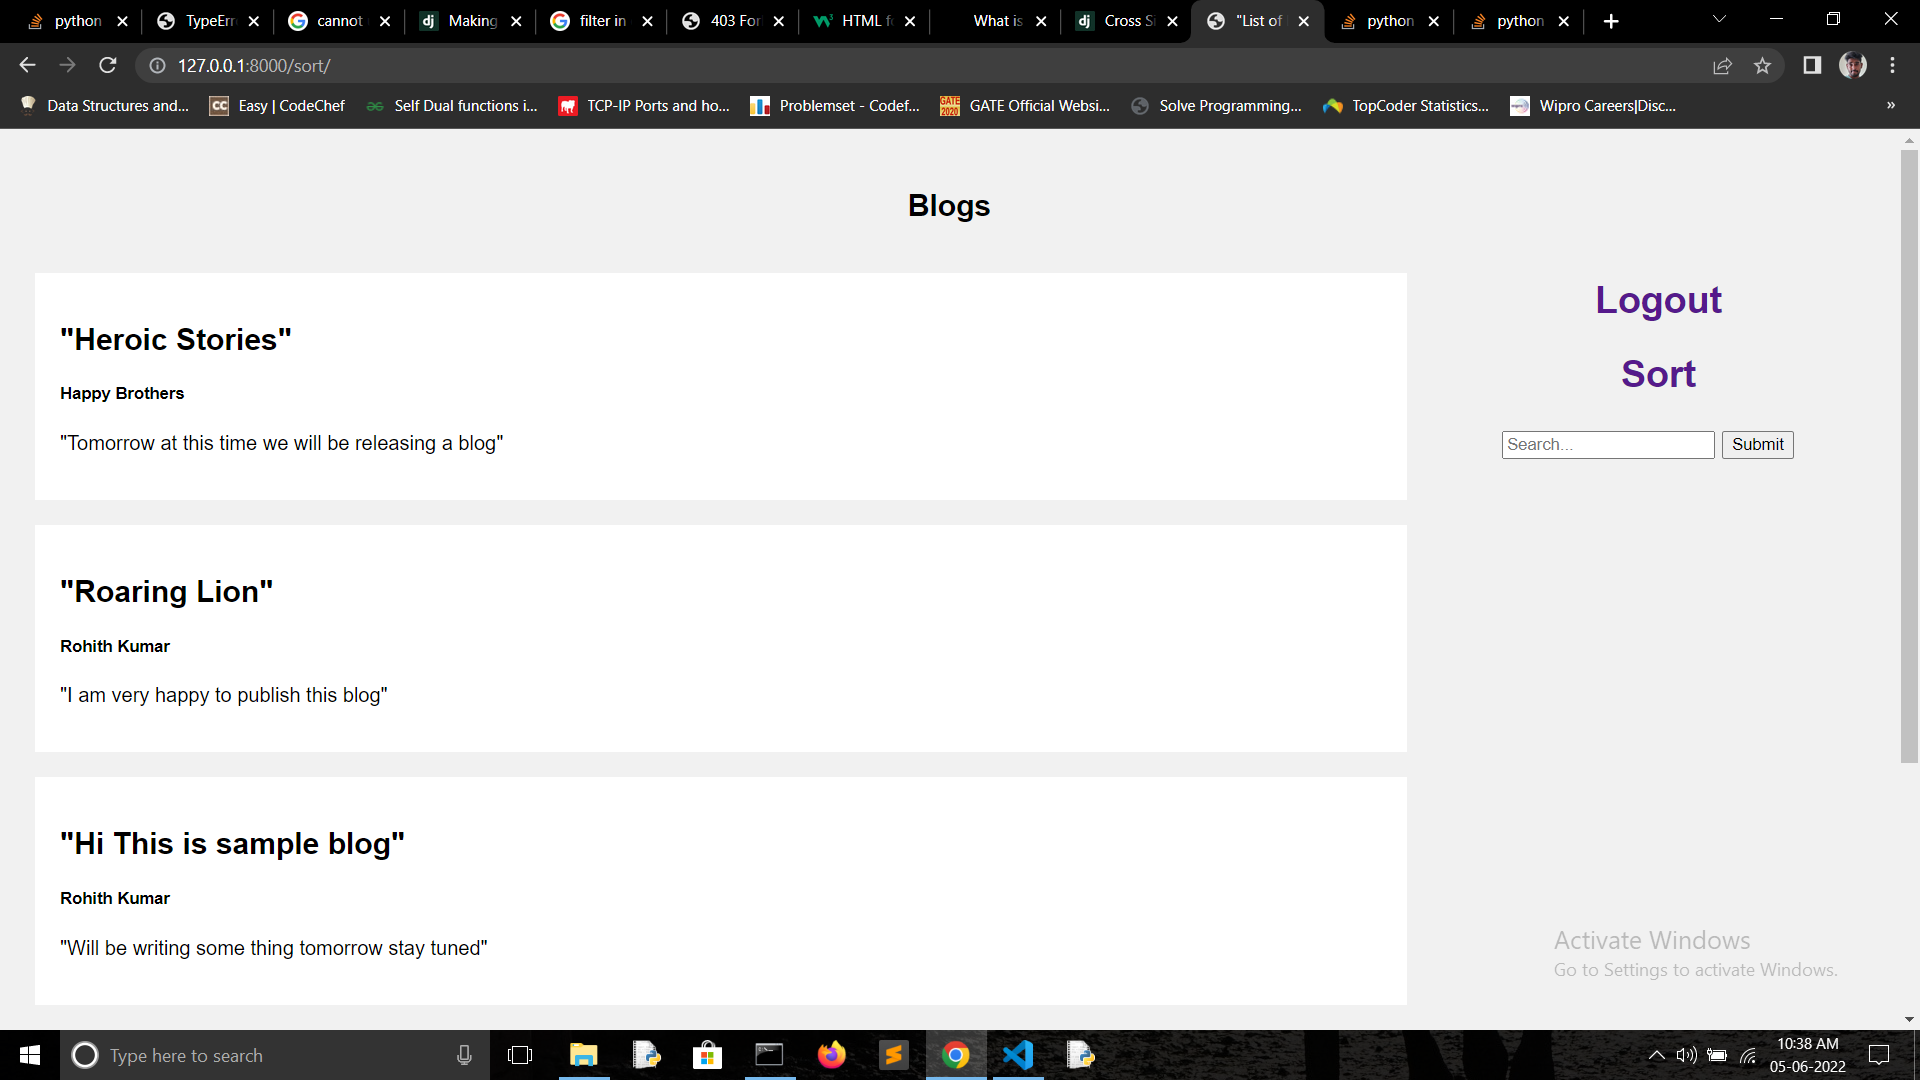 python
TypeErr
cannot
Making
filter in
403 For
HTML f
What is
Cross Si
"List of
python
python
127.0.0.1:8000/sort/
Data Structures and...
Easy | CodeChef
Self Dual functions i...
TCP-IP Ports and ho...
Problemset - Codef...
GATE Official Websi...
Solve Programming...
TopCoder Statistics...
Wipro Careers|Disc...
Blogs
"Heroic Stories"
Happy Brothers
"Tomorrow at this time we will be releasing a blog"
"Roaring Lion"
Rohith Kumar
"I am very happy to publish this blog"
"Hi This is sample blog"
Rohith Kumar
"Will be writing some thing tomorrow stay tuned"
Logout
Sort
Search...
Submit
Activate Windows
Go to Settings to activate Windows.
Type here to search
10:38 AM
05-06-2022